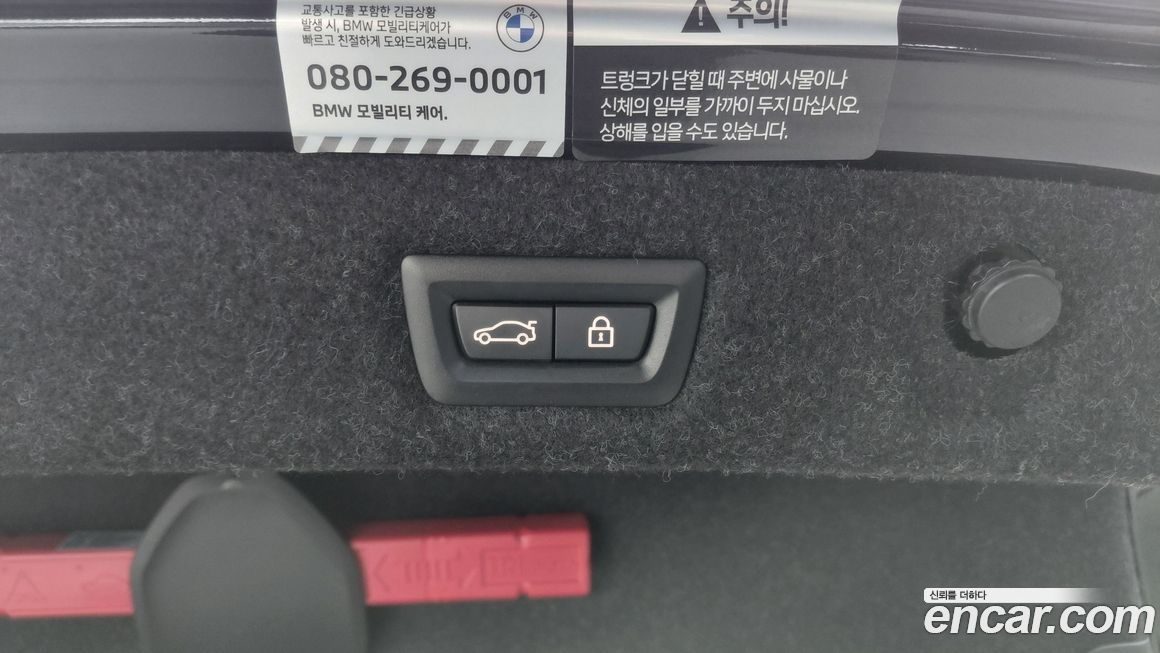 교통사고를 포함한 긴급상황
발생 시, BMW 모빌리티케어가
빠르고 친절하게 도와드리겠습니다.
BMW
080-269-0001
BMW 모빌리티 케어.
주의!
트렁크가 닫힐 때 주변에 사물이나
신체의 일부를 가까이 두지 마십시오.
상해를 입을 수도 있습니다.
신뢰를 더하다
encar.com